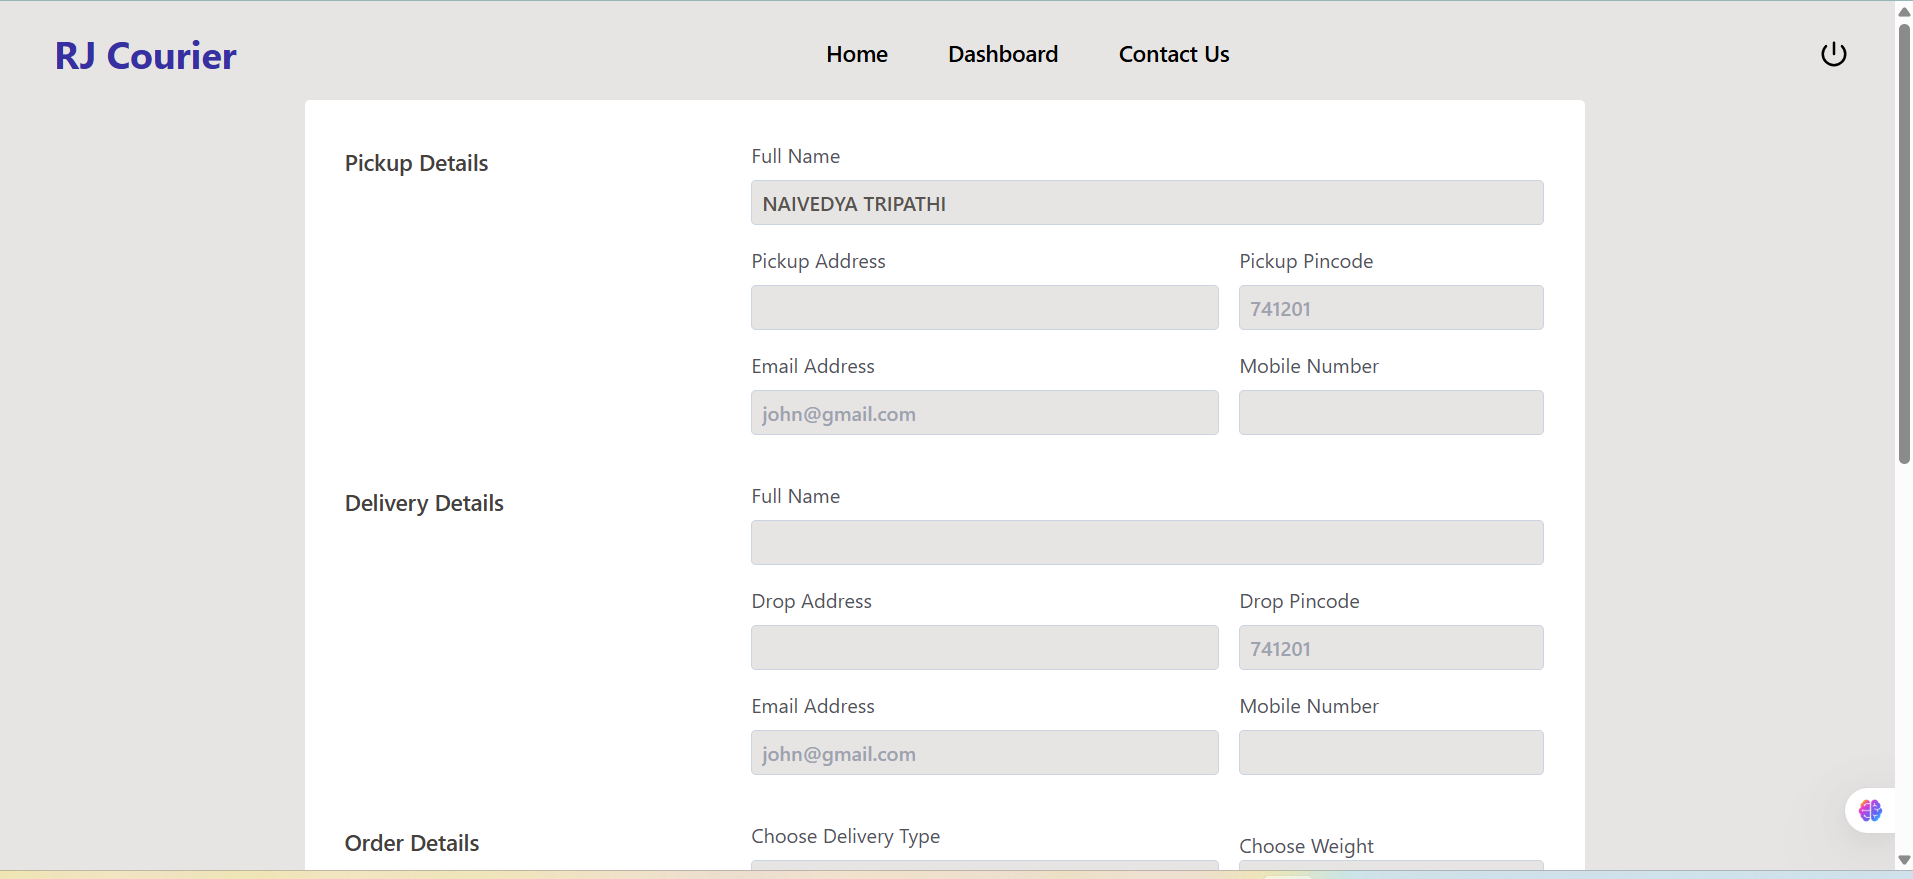 RJ Courier
Home Dashboard Contact Us
Pickup Details
Full Name
NAIVEDYA TRIPATHI
Pickup Address Pickup Pincode
741201
Email Address Mobile Number
john@gmail.com
Delivery Details
Full Name
Drop Address Drop Pincode
741201
Email Address Mobile Number
john@gmail.com
Order Details
Choose Delivery Type Choose Weight